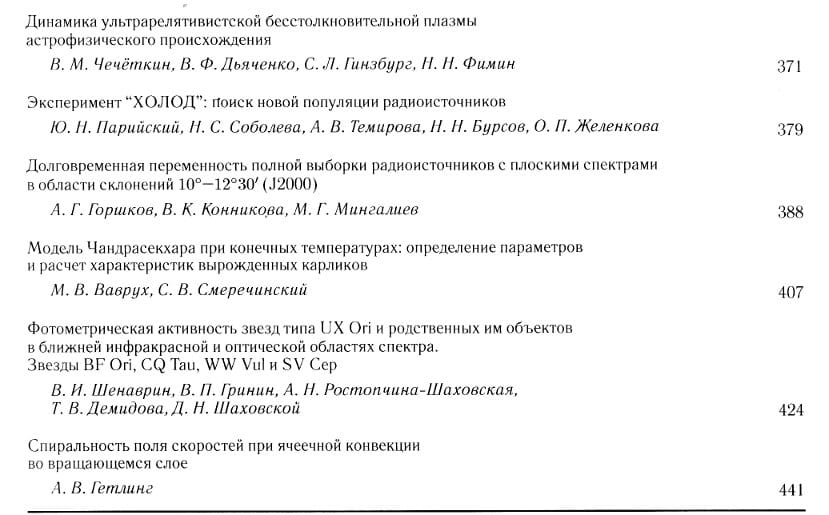 Динамика ультрарелятивистской бесстолкновительной плазмы
астрофизического происхождения
В. М. Чечёткин, В. Ф. Дьяченко, С. Л. Гинзбург, Н. Н. Фимин 371
Эксперимент “ХОЛОД”: поиск новой популяции радиоисточников
Ю. Н. Парийский, Н. С. Соболева, А. В. Темирова, Н. Н. Бурсов, О. П. Желенкова 379
Долговременная переменность полной выборки радиоисточников с плоскими спектрами
в области склонений 10°—12°30′ (J2000)
А. Г. Горшков, В. К. Конникова, М. Г. Мингалиев 388
Модель Чандрасекхара при конечных температурах: определение параметров
и расчет характеристик вырожденных карликов
М. В. Ваврух, С. В. Смеречинский 407
Фотометрическая активность звезд типа UX Ori и родственных им объектов
в ближней инфракрасной и оптической областях спектра.
Звезды BF Ori, CQ Tau, WW Vul и SV Cep
В. И. Шенаврин, В. П. Гринин, А. Н. Ростопчина-Шаховская,
Т. В. Демидова, Д. Н. Шаховской 424
Спиральность поля скоростей при ячеечной конвекции
во вращающемся слое
А. В. Гетлинг 441